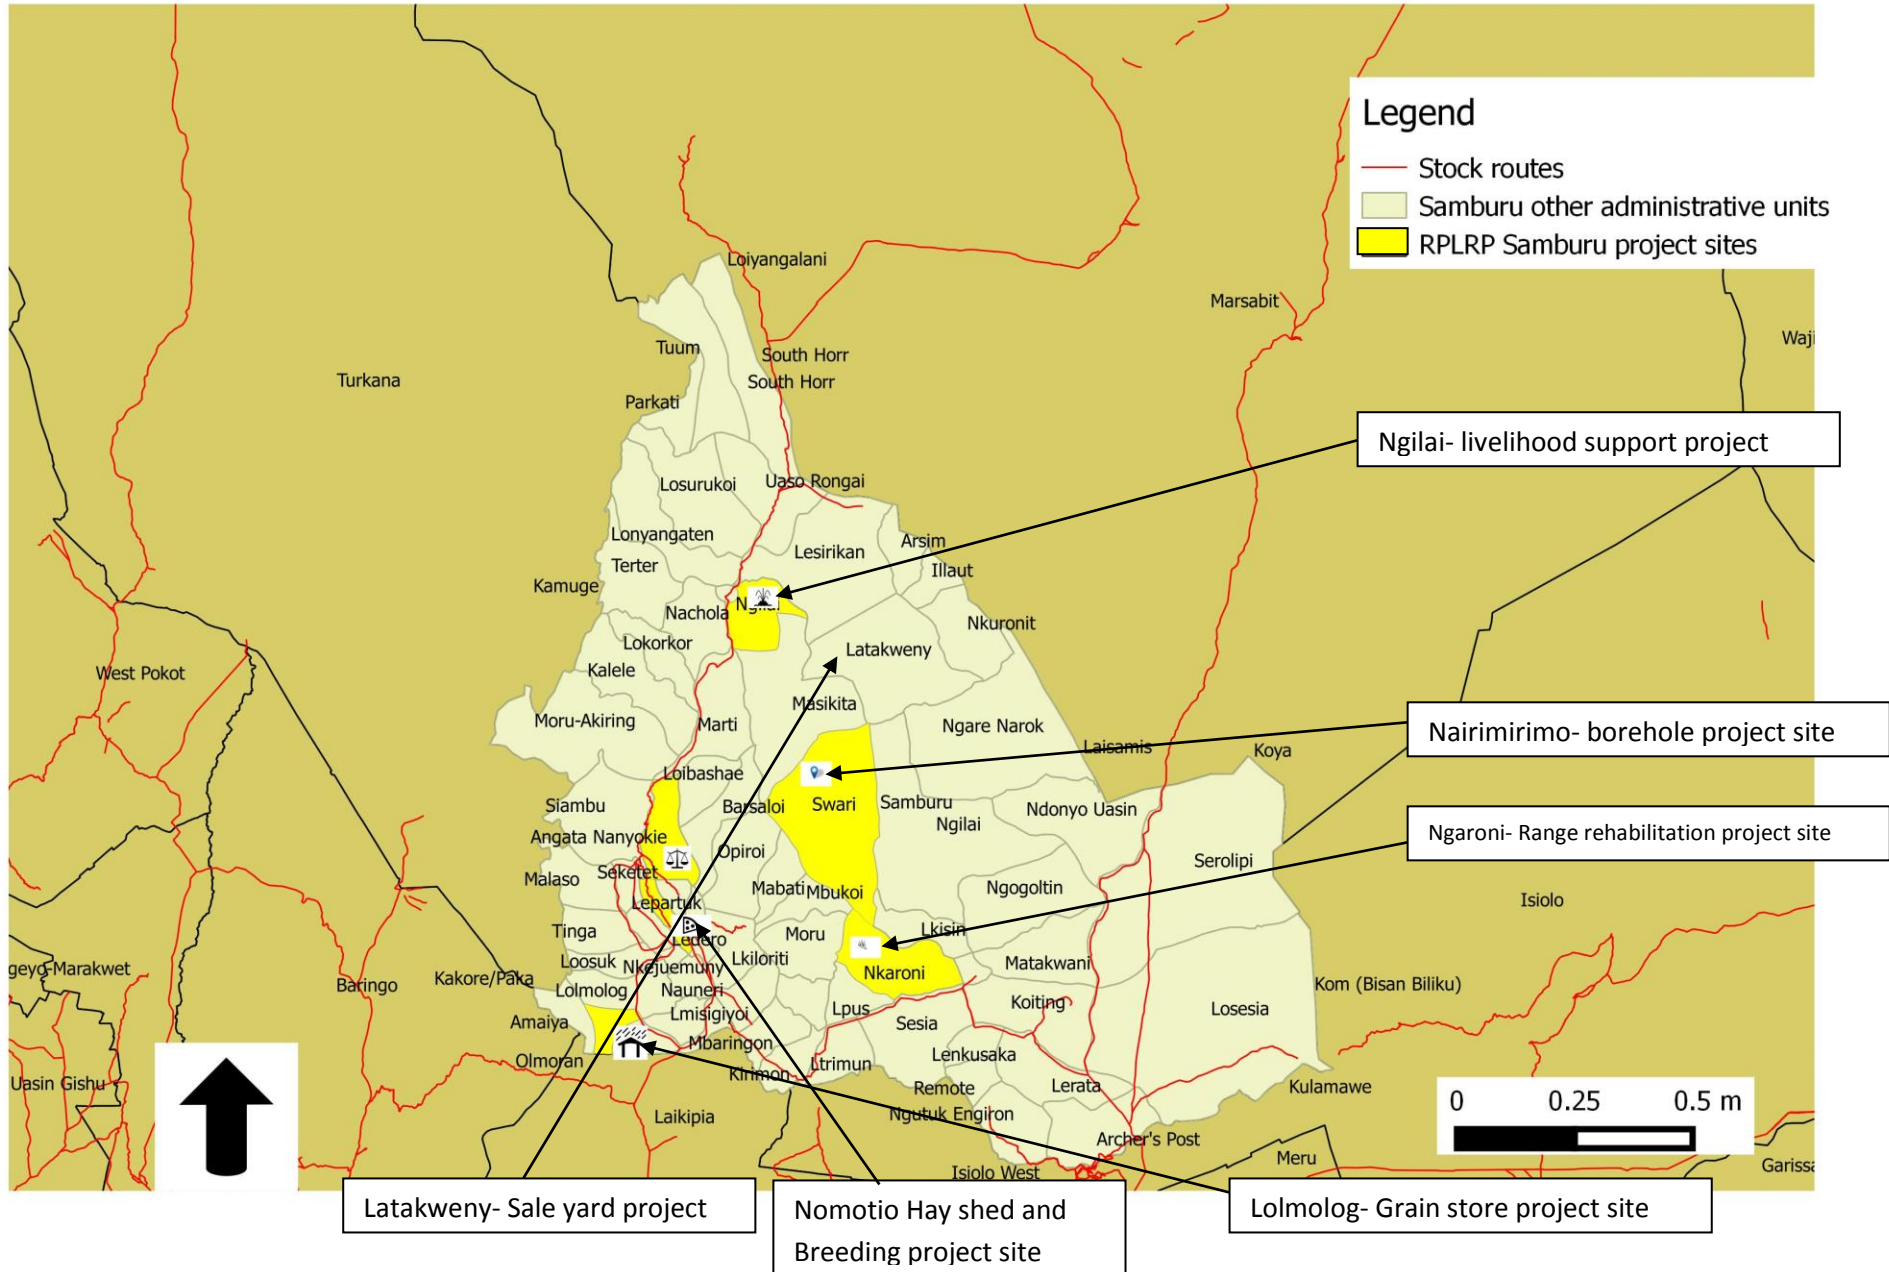 Legend
Stock routes
Samburu other administrative units
RPLRP Samburu project sites
Loiyangalani
Marsabit
Waji
Tuum
South Horr
South Horr
Turkana
Parkati
Ngilai- livelihood support project
Losurukoi
Uaso Rongai
Lonyangaten
Lesirikan
Arsim
Terter
Illaut
Kamuge
Ngilai
Nachola
Nkuronit
Lokorkor
Latakweny
West Pokot
Kalele
Masikita
Moru-Akiring
Marti
Ngare Narok
Nairimirimo- borehole project site
Laisamis
Koya
Loibashae
Siambu
Barsaloi
Swari
Samburu
Ndonyo Uasin
Ngilai
Angata Nanyokie
Ngaroni- Range rehabilitation project site
Opiroi
Serolipi
Malaso
Seketet
Mabati
Mbukoi
Ngogoltin
Lepartuk
Isiolo
Tinga
Ledero
Moru
Lkisin
Loosuk
Nkejuemuny
Lkiloriti
Matakwani
geyo-Marakwet
Kakore/Paka
Baringo
Nkaroni
Kom (Bisan Biliku)
Lolmolog
Nauneri
Koiting
Losesia
Amaiya
Lmisigiyoi
Lpus
Sesia
Mbaringon
Olmoran
Lenkusaka
Ltrimun
Kirimon
Uasin Gishu
Remote
Lerata
Kulamawe
0 0.25 0.5 m
Laikipia
Ngutuk Engiron
Archer's Post
Meru
Isiolo West
Garissa
Latakweny- Sale yard project
Nomotio Hay shed and
Breeding project site
Lolmolog- Grain store project site